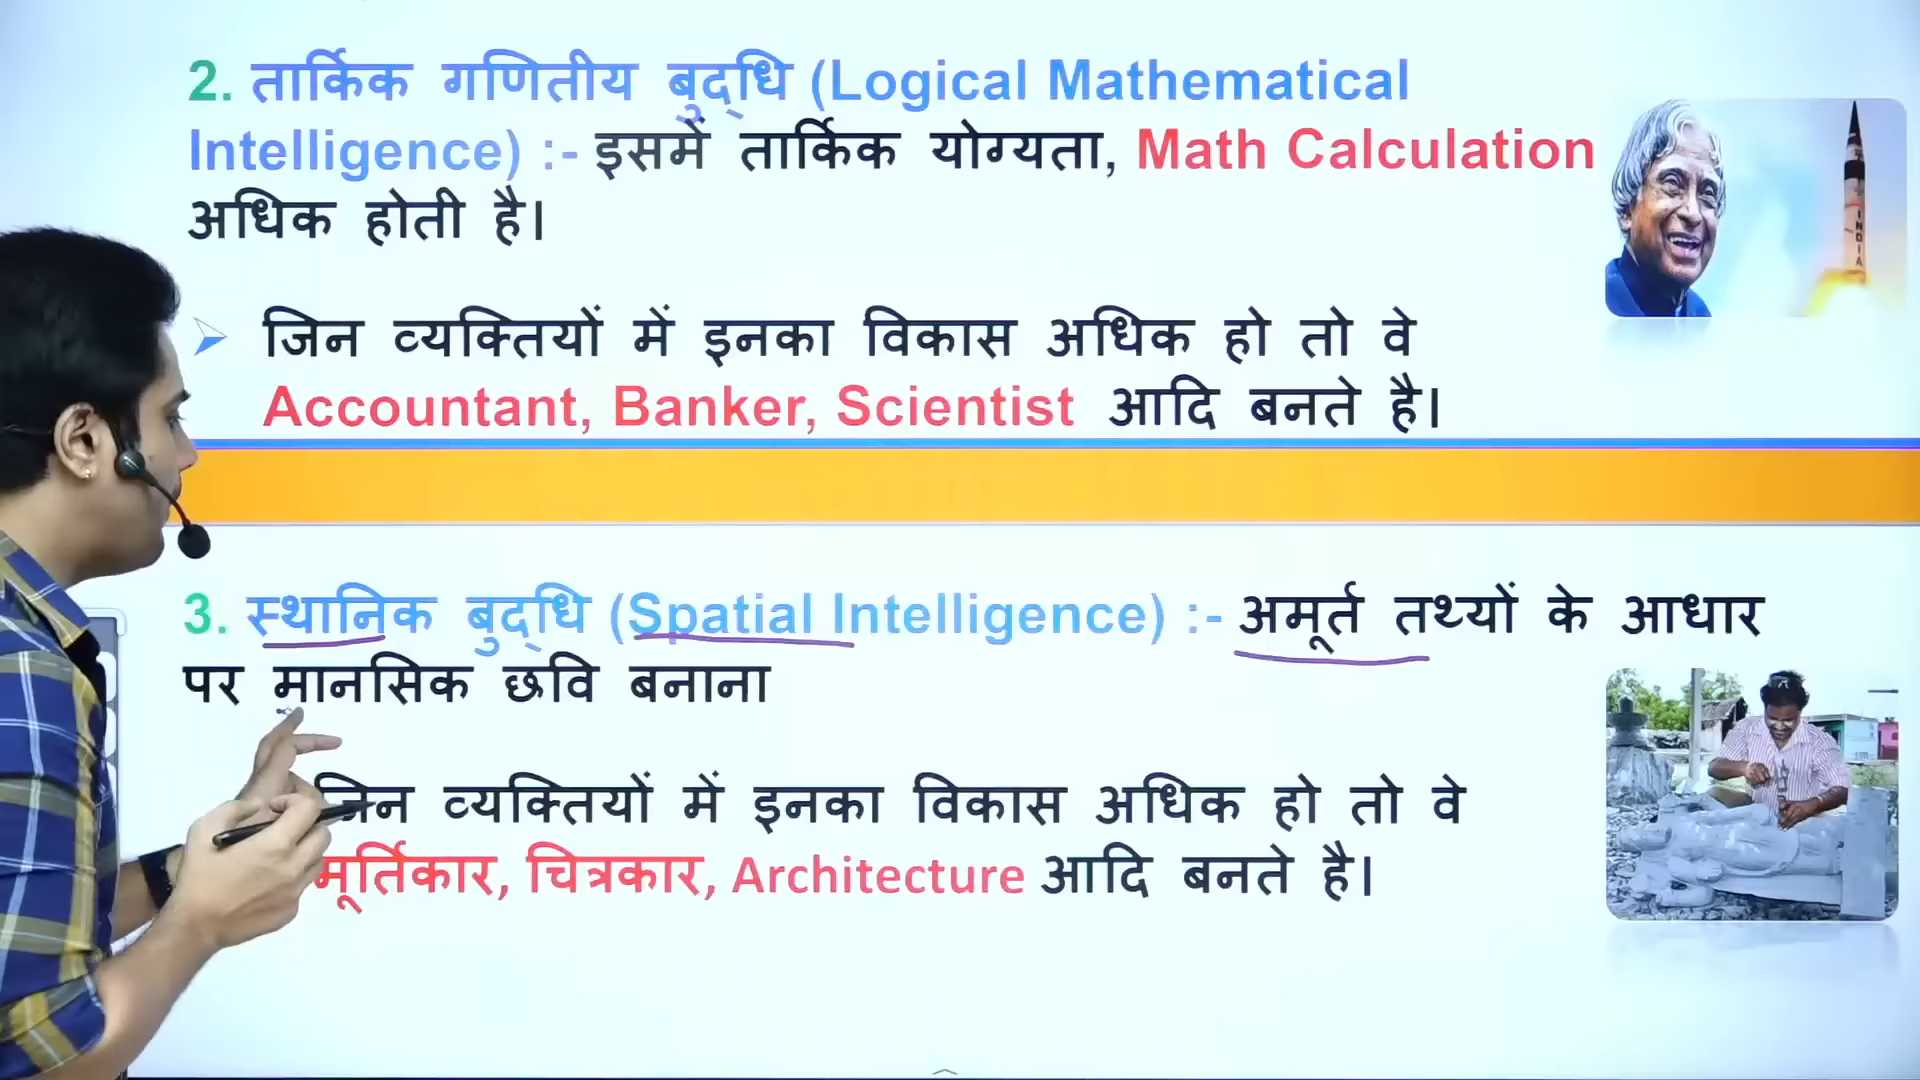 2. तार्किक गणितीय बुद्धि (Logical Mathematical
Intelligence) :- इसमें तार्किक योग्यता, Math Calculation
अधिक होती है।
जिन व्यक्तियों में इनका विकास अधिक हो तो वे
Accountant, Banker, Scientist आदि बनते है।
INDIA
3. स्थानिक बुद्धि (Spatial Intelligence) :- अमूर्त तथ्यों के आधार
पर मानसिक छवि बनाना
जिन व्यक्तियों में इनका विकास अधिक हो तो वे
मूर्तिकार, चित्रकार, Architecture आदि बनते है।